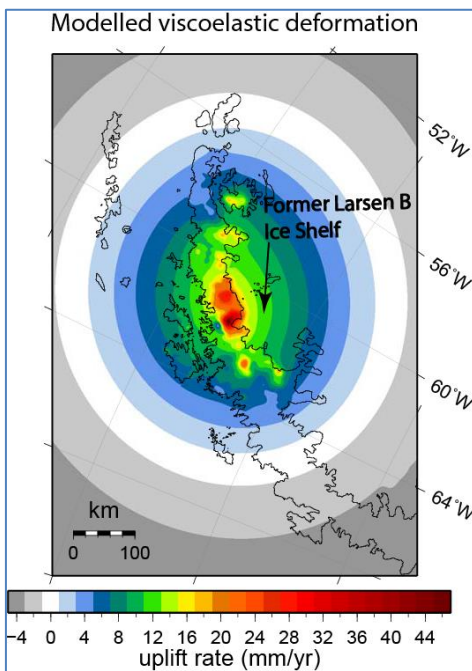 Modelled viscoelastic deformation
52°W
Former Larsen B
Ice Shelf
56°W
60°W
64°W
km
0 100
−4 0 4 8 12 16 20 24 28 32 36 40 44
uplift rate (mm/yr)